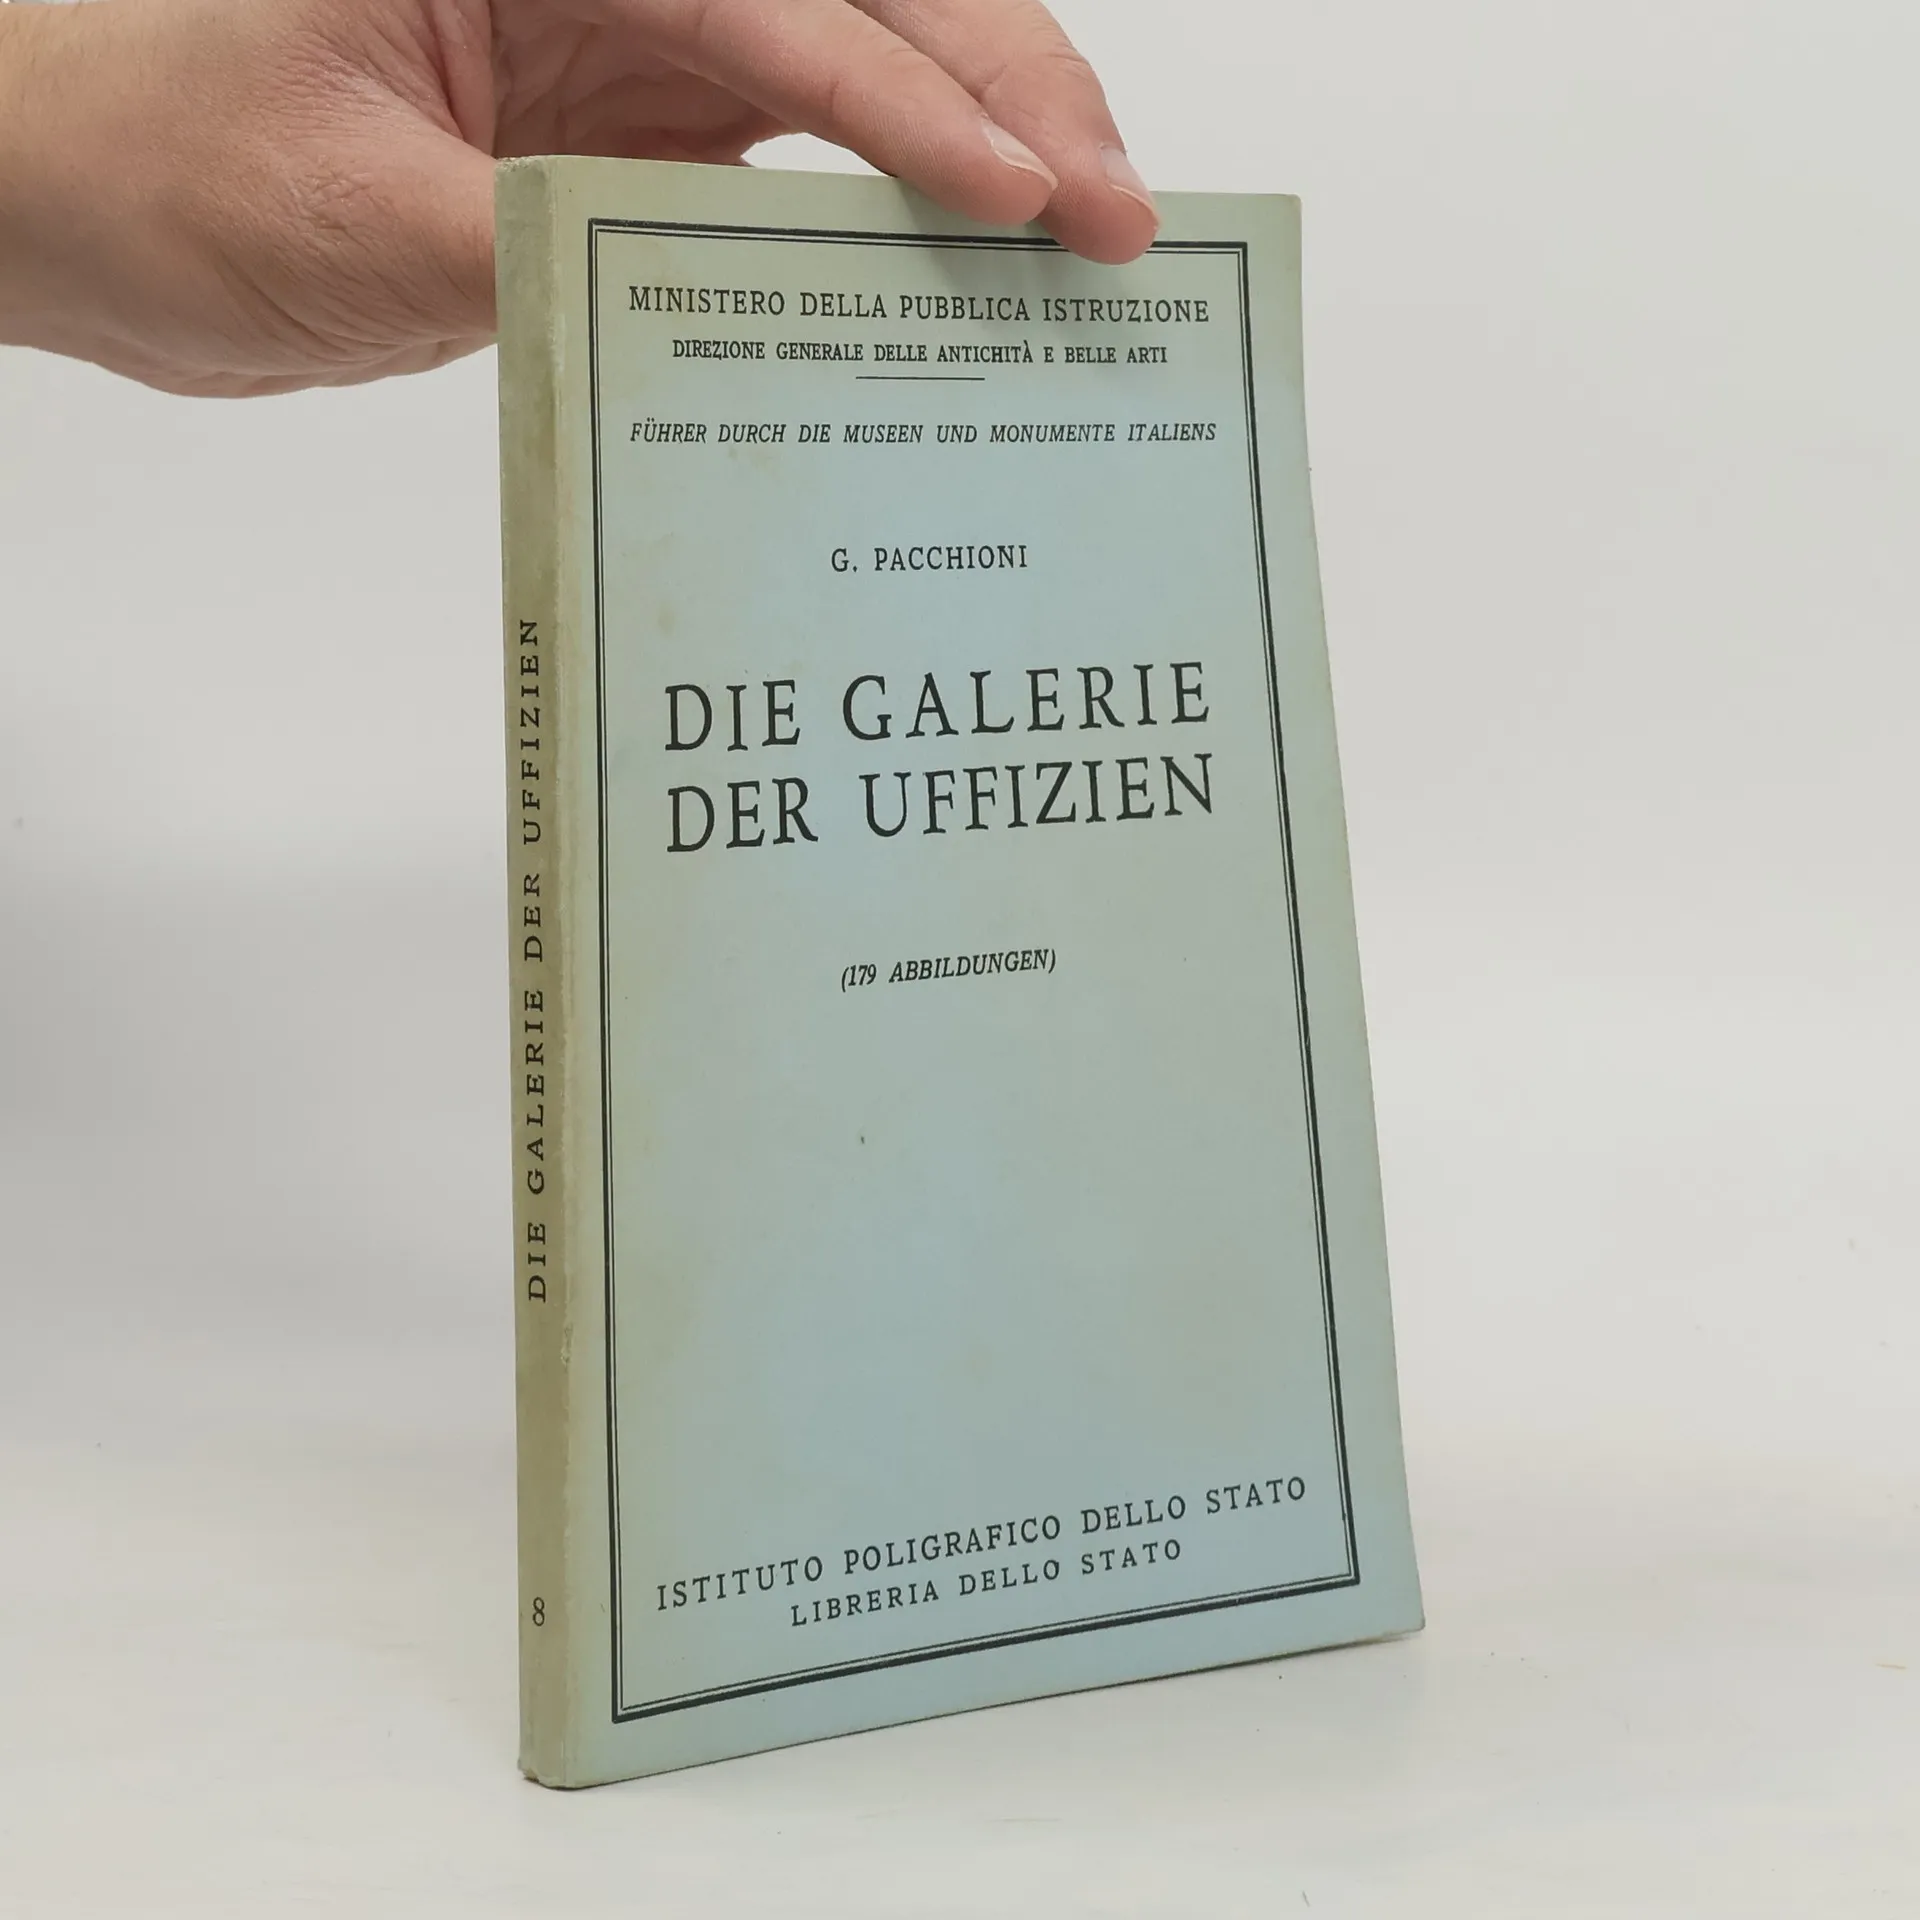 MINISTERO DELLA PUBBLICA ISTRUZIONE
DIREZIONE GENERALE DELLE ANTICHITÀ E BELLE ARTI
FÜHRER DURCH DIE MUSEEN UND MONUMENTE ITALIENS
G. PACCHIONI
DIE GALERIE
DER UFFIZIEN
(179 ABBILDUNGEN)
ISTITUTO POLIGRAFICO DELLO STATO
LIBRERIA DELLO STATO
DIE GALERIE DER UFFIZIEN
8